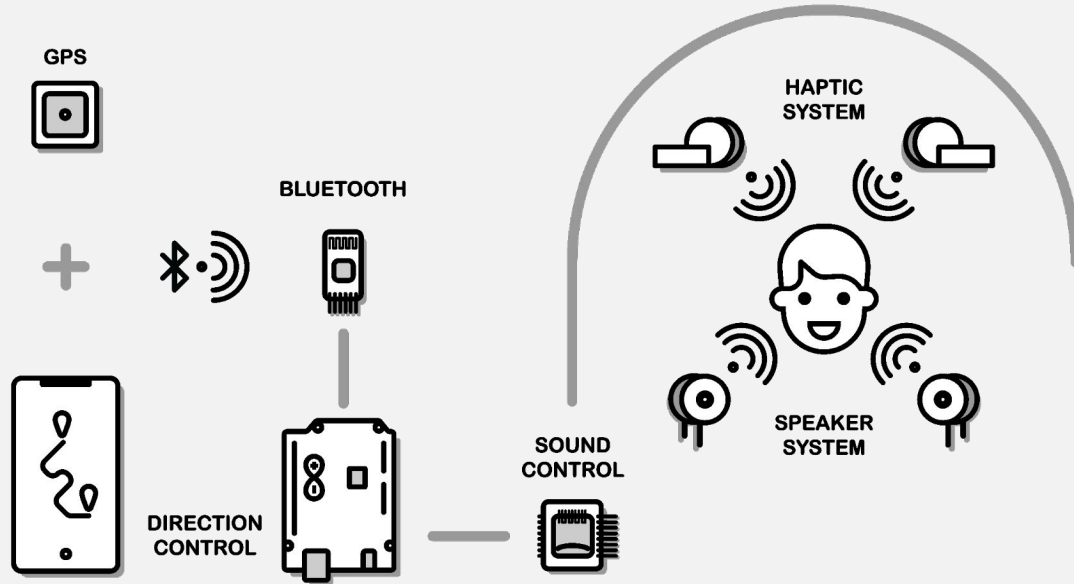 GPS
HAPTIC
SYSTEM
BLUETOOTH
SPEAKER
SYSTEM
SOUND
CONTROL
DIRECTION
CONTROL